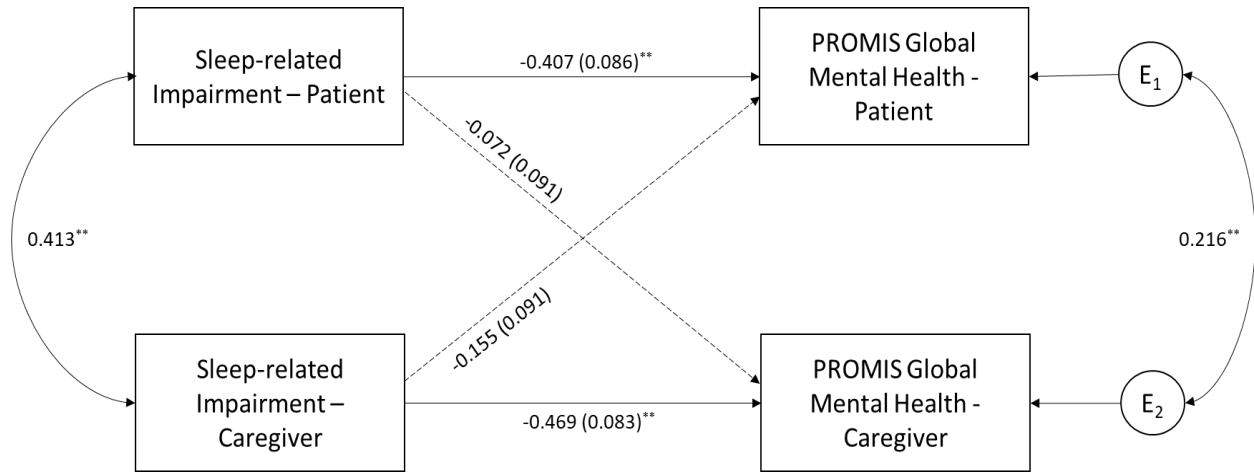 Sleep-related
Impairment – Patient
-0.407 (0.086)**
PROMIS Global
Mental Health -
Patient
E1
-0.072 (0.091)
0.413**
0.216**
-0.155 (0.091)
Sleep-related
Impairment –
Caregiver
-0.469 (0.083)**
PROMIS Global
Mental Health -
Caregiver
E2